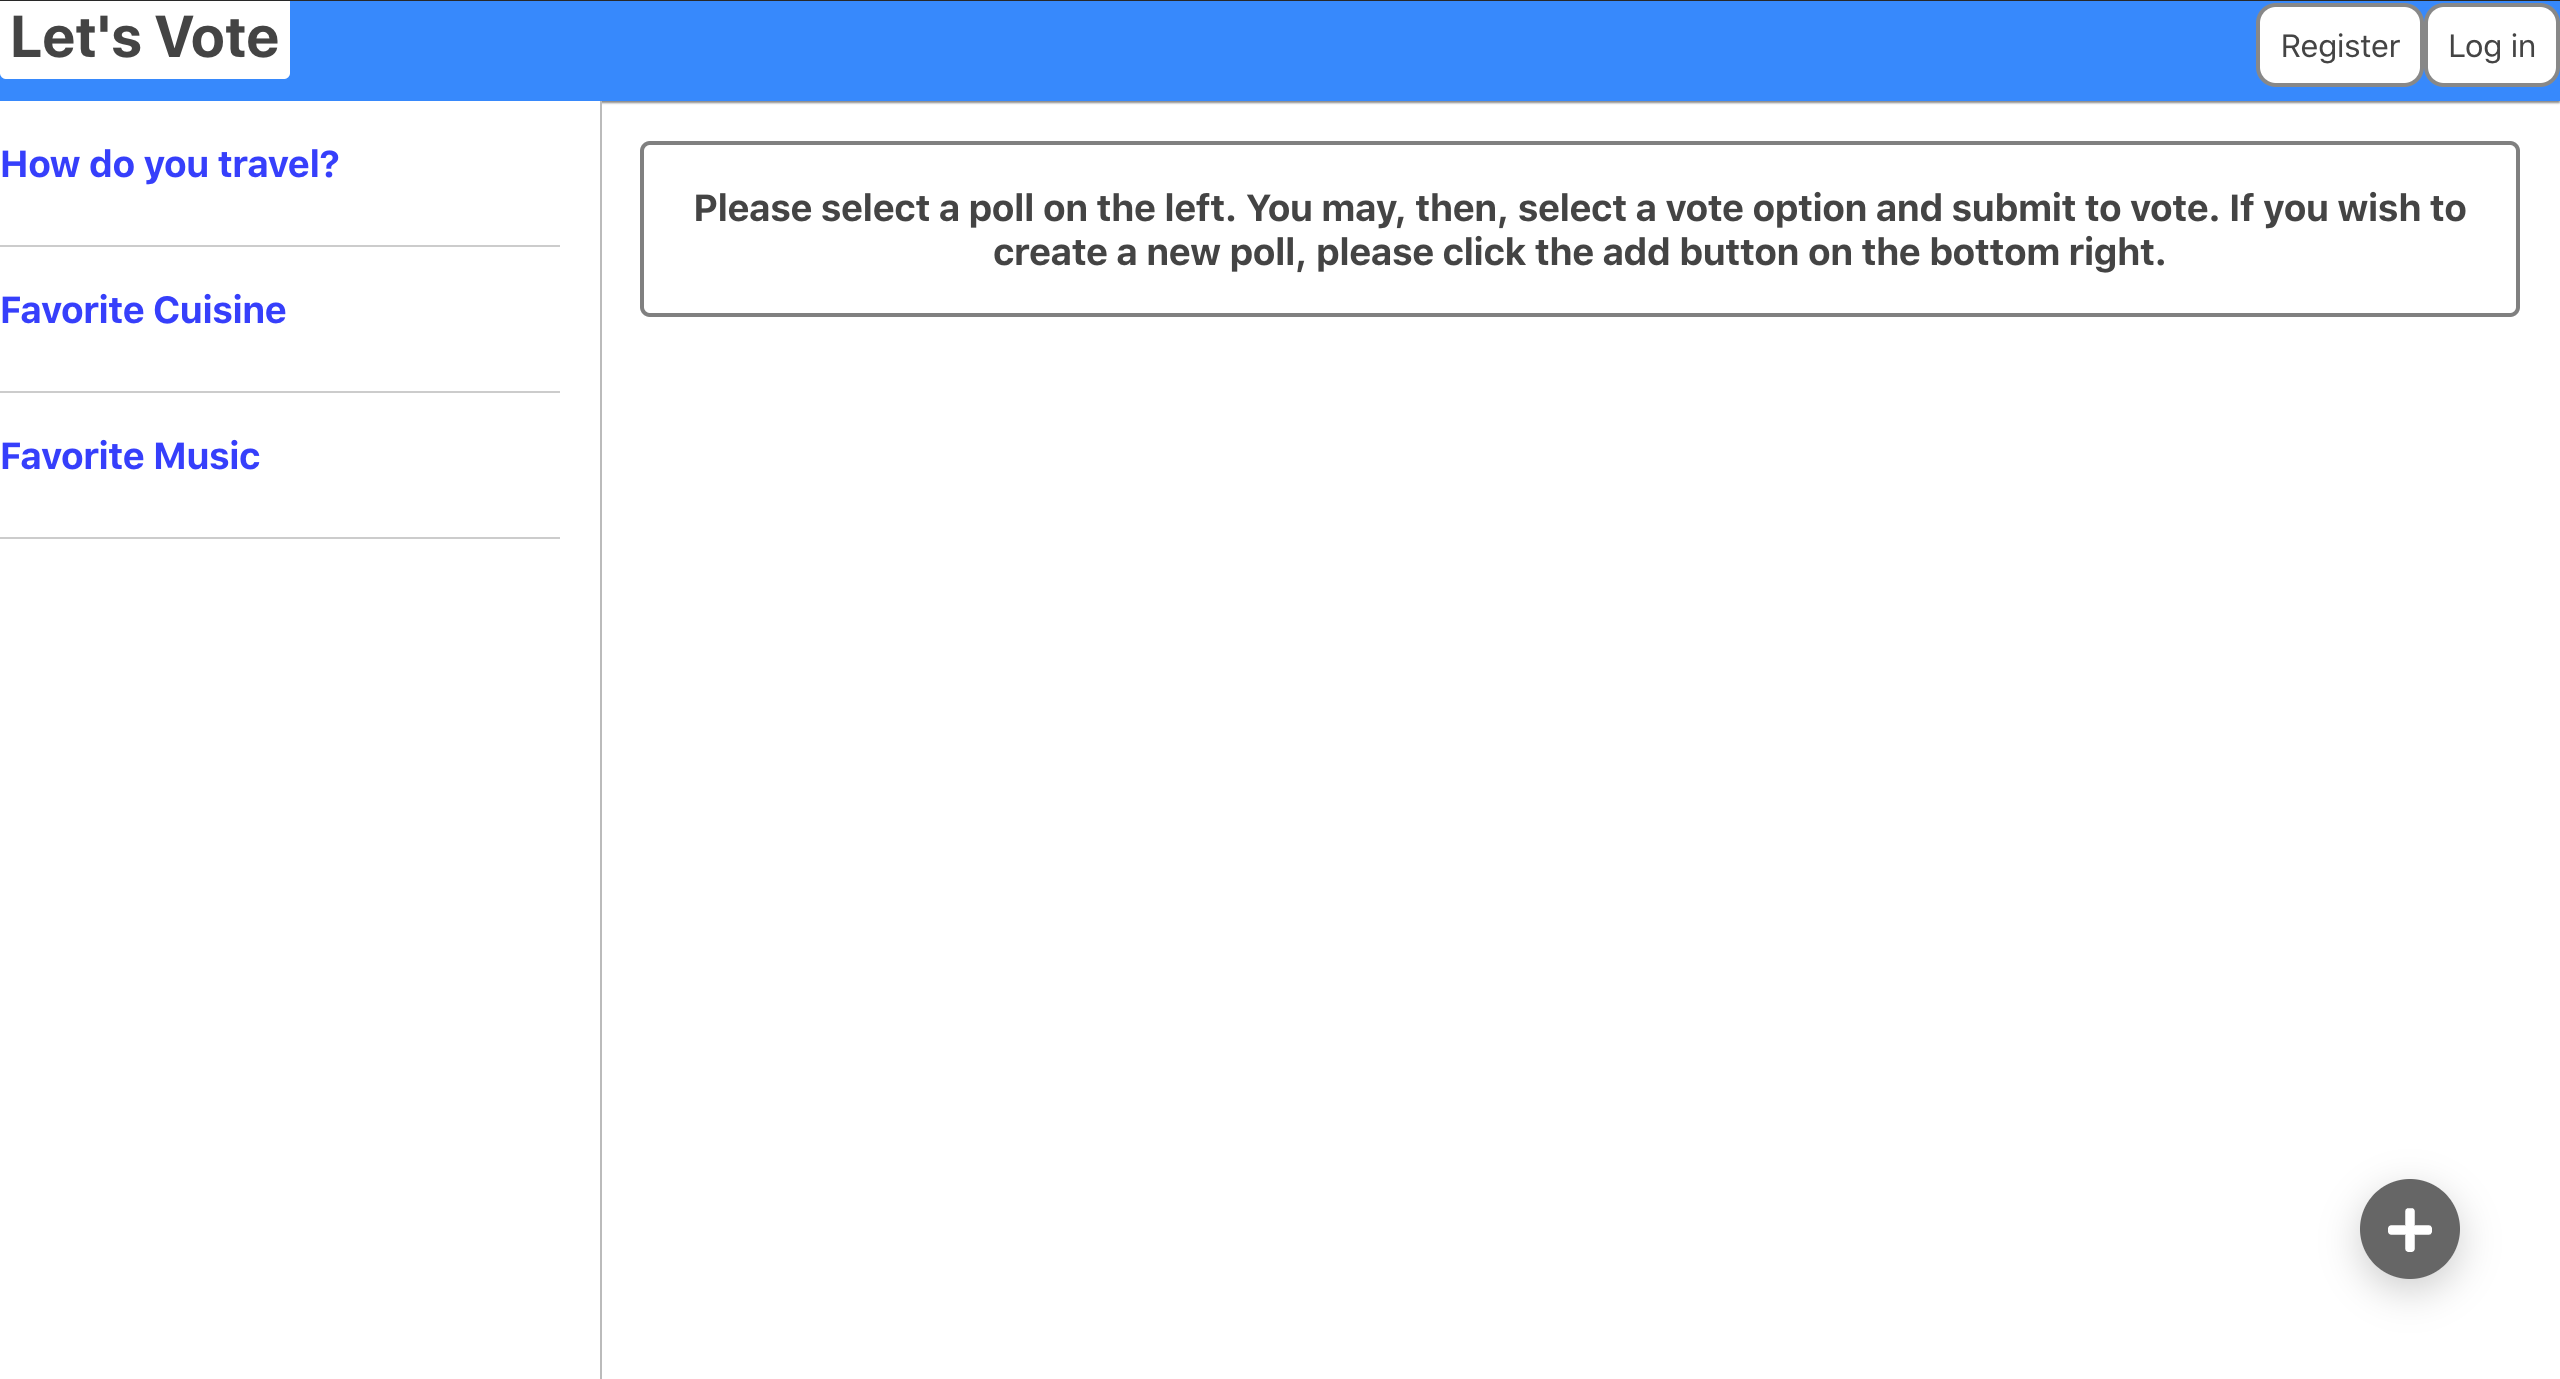 Let's Vote
Register
Log in
How do you travel?
Favorite Cuisine
Favorite Music
Please select a poll on the left. You may, then, select a vote option and submit to vote. If you wish to
create a new poll, please click the add button on the bottom right.